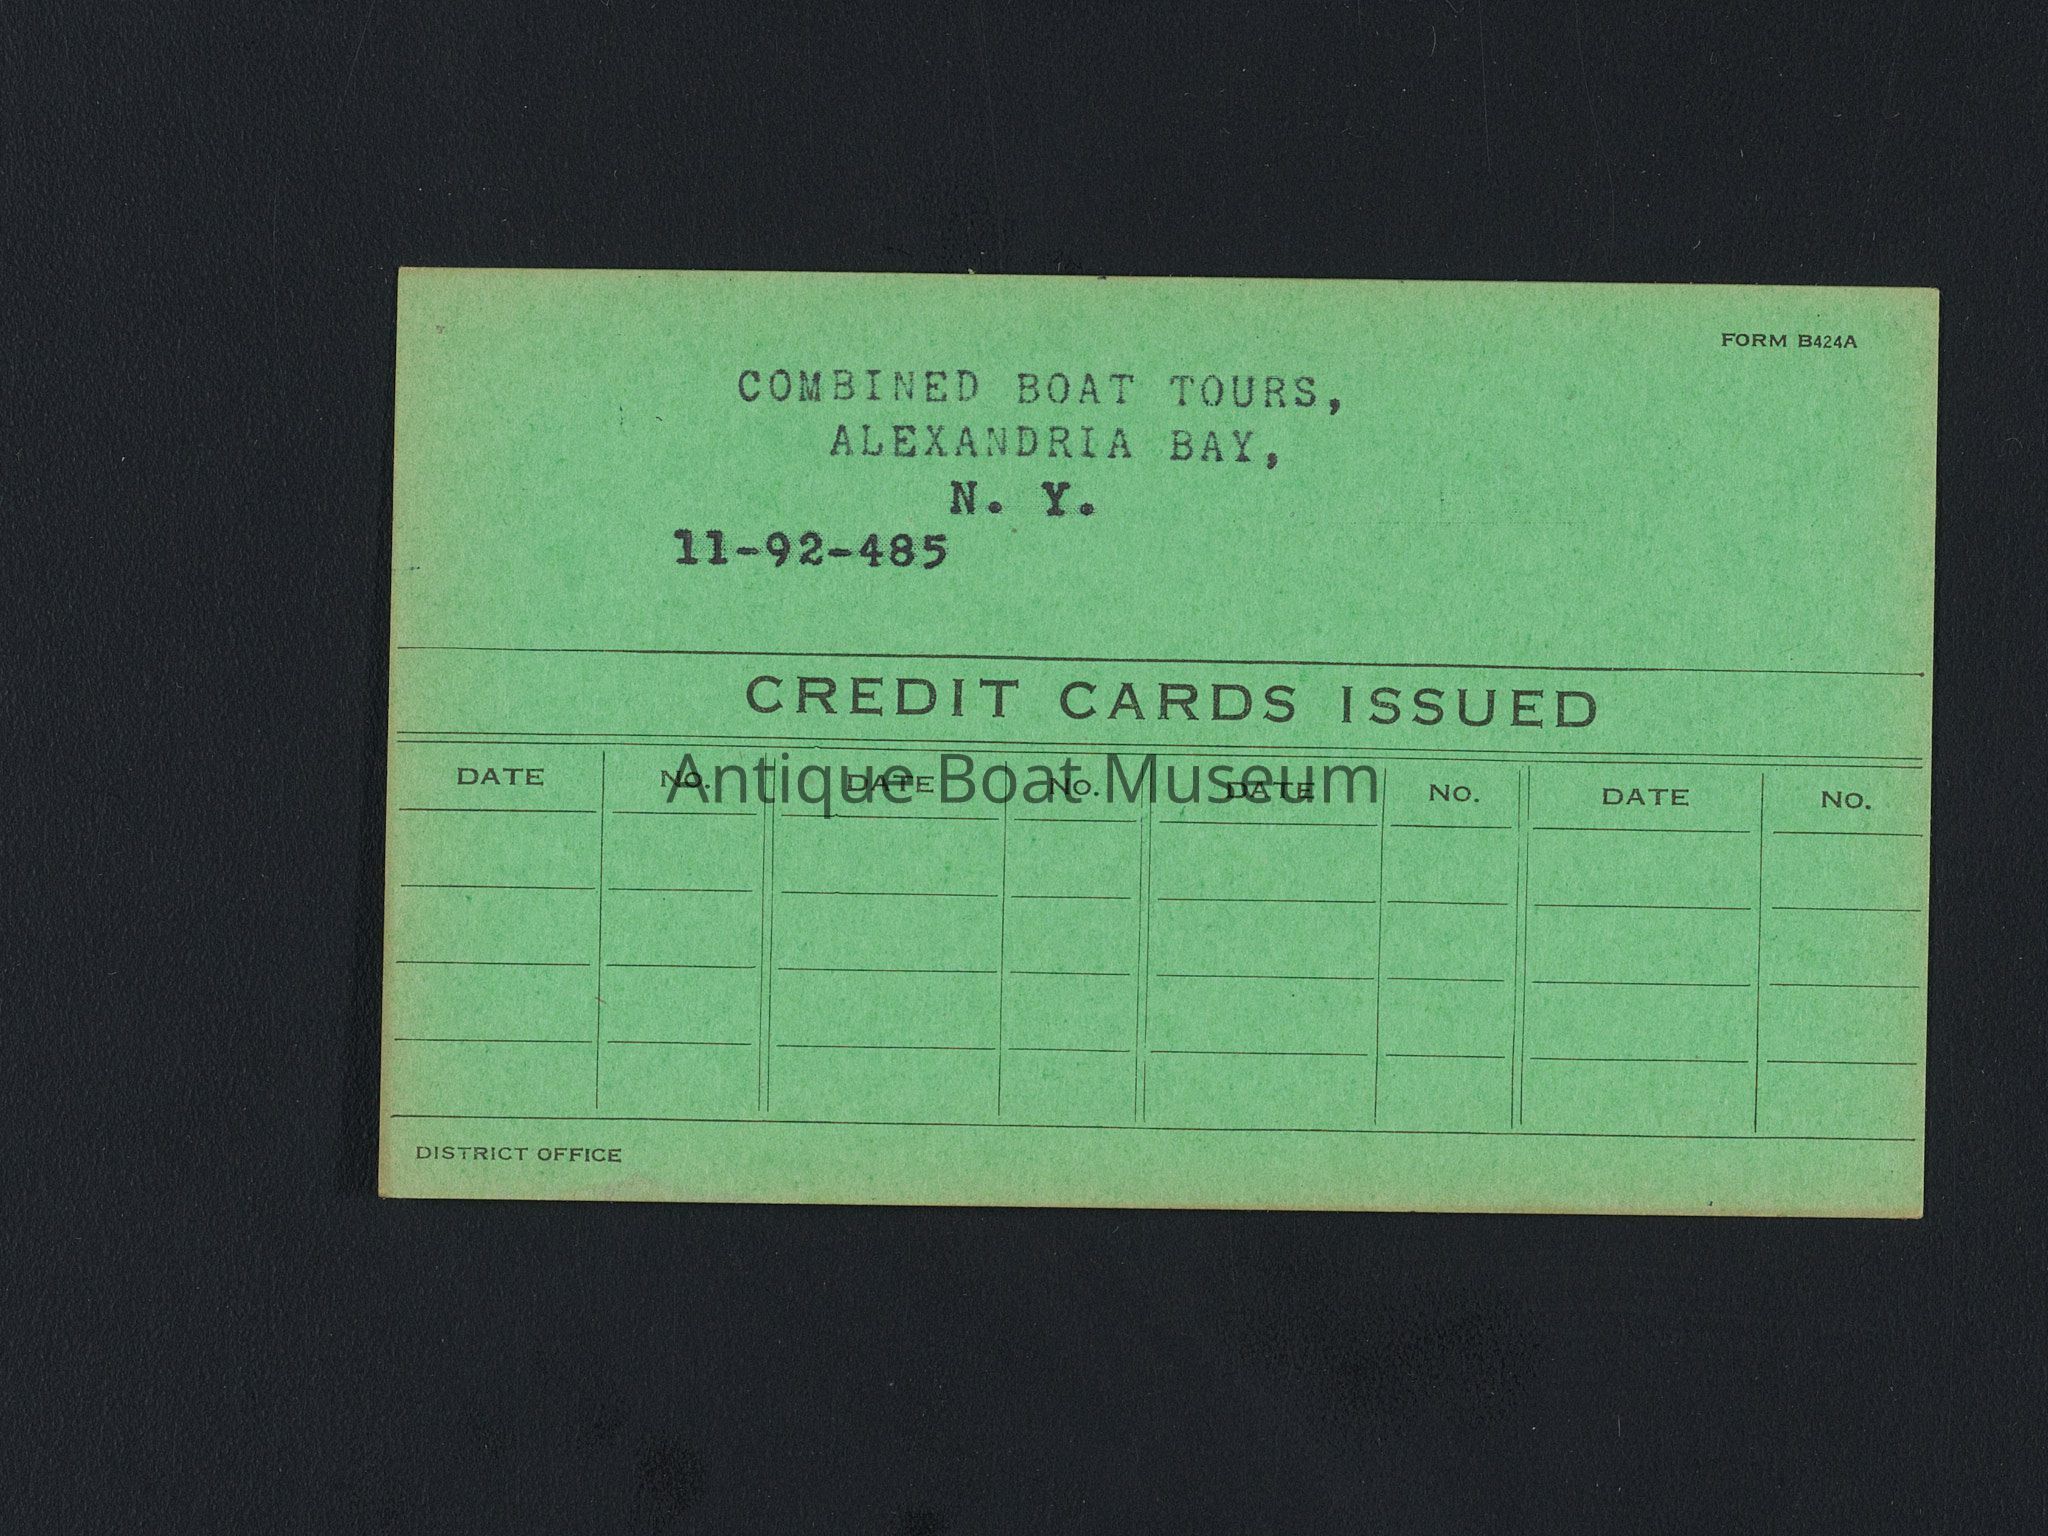 FORM B424A
COMBINED BOAT TOURS,
ALEXANDRIA BAY,
N. Y.
11-92-485
CREDIT CARDS ISSUED
DATE NO. DATE NO. DATE NO. DATE NO.
Antique Boat Museum
DISTRICT OFFICE